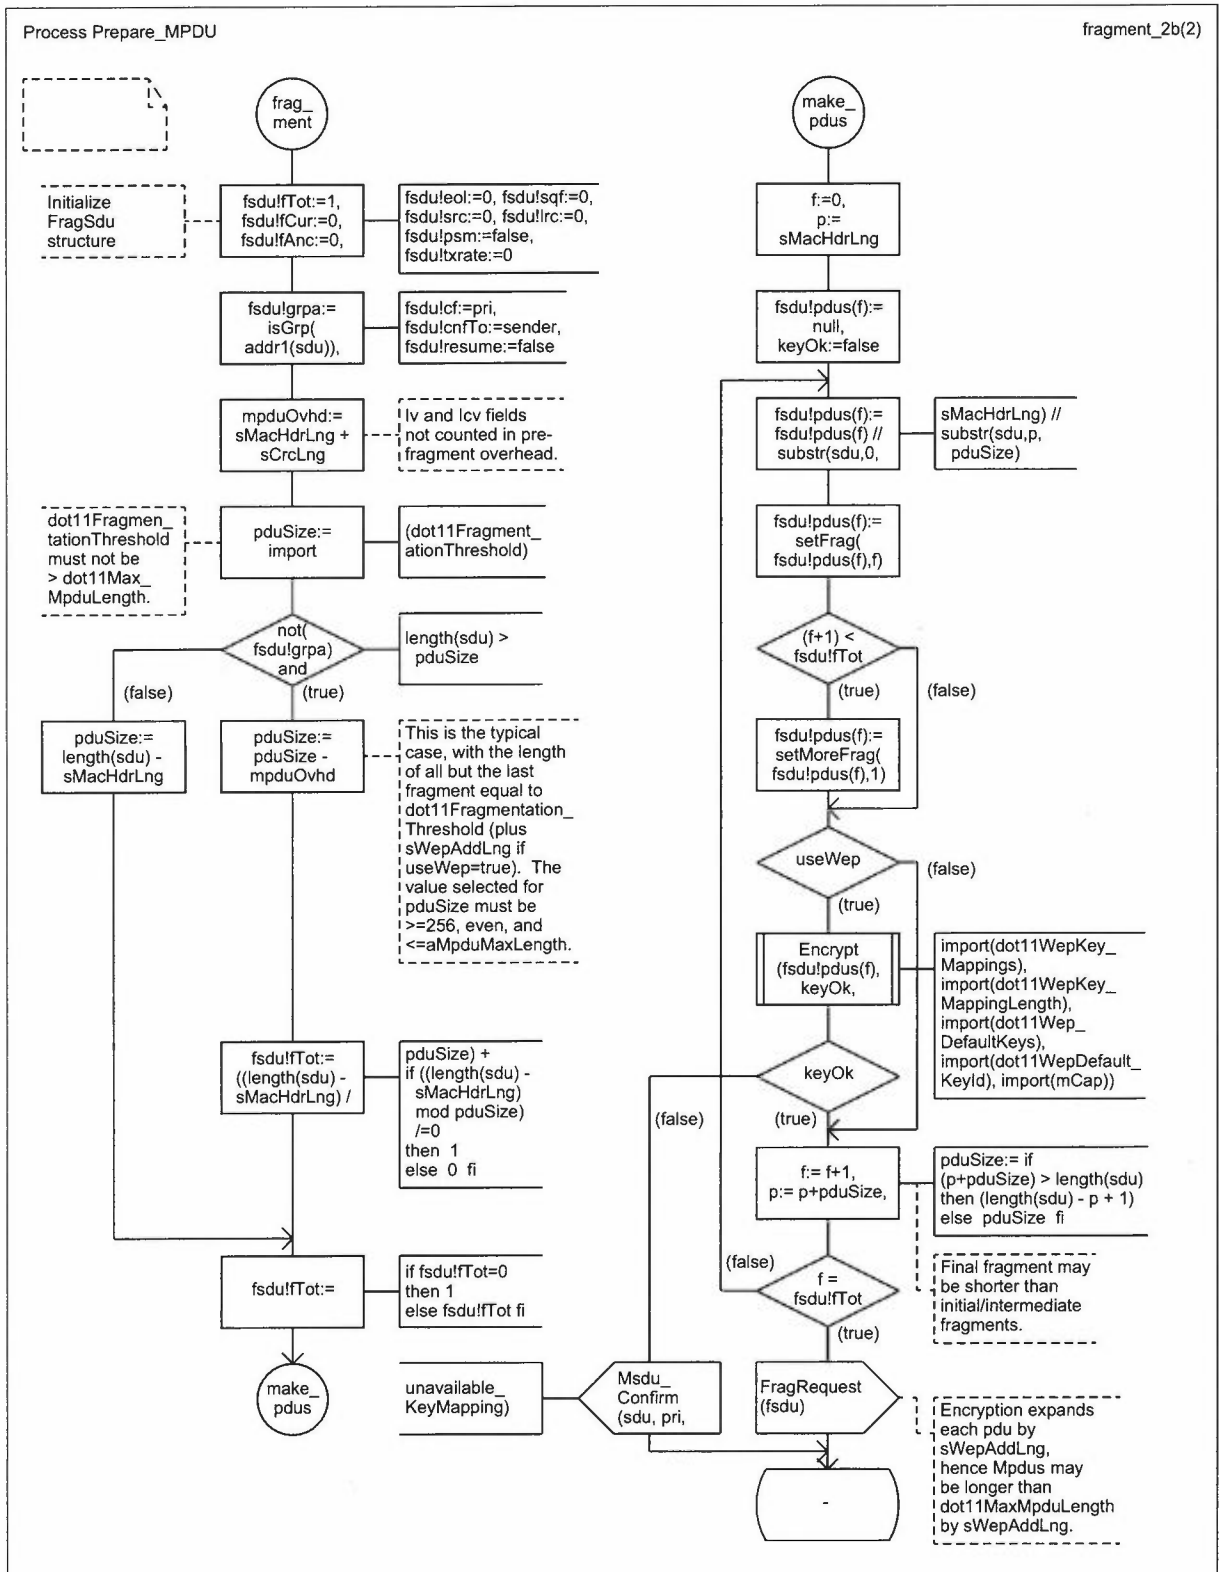 Process Prepare_MPDU
fragment_2b(2)
frag_
ment
Initialize
FragSdu
structure
fsdu!fTot:=1,
fsdu!fCur:=0,
fsdu!fAnc:=0,
fsdu!eol:=0, fsdu!sqf:=0,
fsdu!src:=0, fsdu!lrc:=0,
fsdu!psm:=false,
fsdu!txrate:=0
fsdu!grpa:=
isGrp(
addr1(sdu)),
fsdu!cf:=pri,
fsdu!cnfTo:=sender,
fsdu!resume:=false
mpduOvhd:=
sMacHdrLng +
sCrcLng
Iv and Icv fields
not counted in pre-
fragment overhead.
dot11Fragmen_
tationThreshold
must not be
> dot11Max_
MpduLength.
pduSize:=
import
(dot11Fragment_
ationThreshold)
not(
fsdu!grpa)
and
length(sdu) >
pduSize
(false)
(true)
pduSize:=
length(sdu) -
sMacHdrLng
pduSize:=
pduSize -
mpduOvhd
This is the typical
case, with the length
of all but the last
fragment equal to
dot11Fragmentation_
Threshold (plus
sWepAddLng if
useWep=true). The
value selected for
pduSize must be
>=256, even, and
<=aMpduMaxLength.
fsdu!fTot:=
((length(sdu) -
sMacHdrLng) /
pduSize) +
if ((length(sdu) -
sMacHdrLng)
mod pduSize)
/=0
then 1
else 0 fi
fsdu!fTot:=
if fsdu!fTot=0
then 1
else fsdu!fTot fi
make_
pdus
make_
pdus
f:=0,
p:=
sMacHdrLng
fsdu!pdus(f):=
null,
keyOk:=false
fsdu!pdus(f):=
fsdu!pdus(f) //
substr(sdu,0,
sMacHdrLng) //
substr(sdu,p,
pduSize)
fsdu!pdus(f):=
setFrag(
fsdu!pdus(f),f)
(f+1) <
fsdu!fTot
(true)
(false)
fsdu!pdus(f):=
setMoreFrag(
fsdu!pdus(f),1)
useWep
(false)
(true)
Encrypt
(fsdu!pdus(f),
keyOk,
import(dot11WepKey_
Mappings),
import(dot11WepKey_
MappingLength),
import(dot11Wep_
DefaultKeys),
import(dot11WepDefault_
KeyId), import(mCap))
keyOk
(false)
(true)
f:= f+1,
p:= p+pduSize,
pduSize:= if
(p+pduSize) > length(sdu)
then (length(sdu) - p + 1)
else pduSize fi
Final fragment may
be shorter than
initial/intermediate
fragments.
(false)
f =
fsdu!fTot
(true)
unavailable_
KeyMapping)
Msdu_
Confirm
(sdu, pri,
FragRequest
(fsdu)
Encryption expands
each pdu by
sWepAddLng,
hence Mpdus may
be longer than
dot11MaxMpduLength
by sWepAddLng.
-